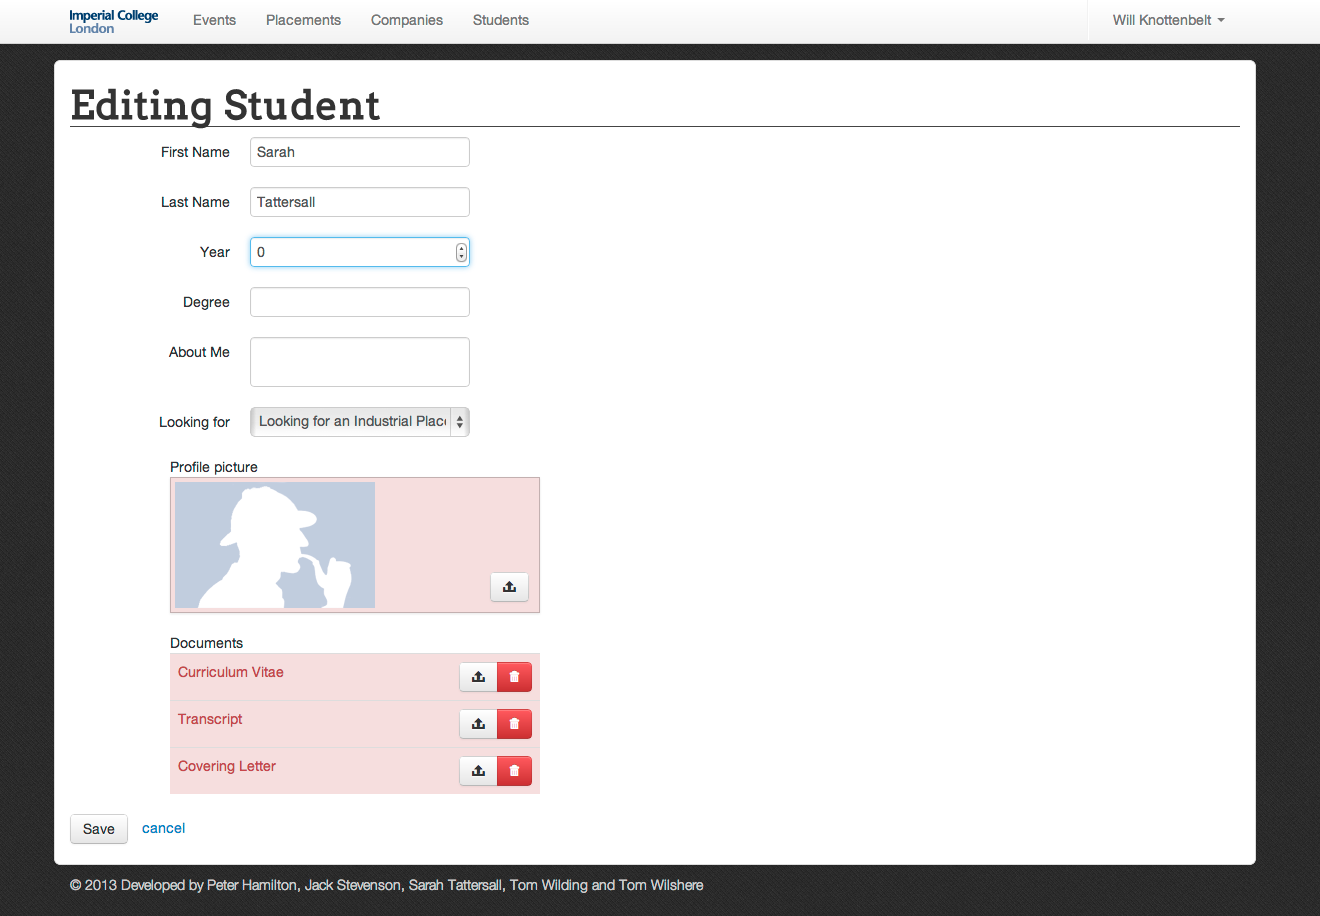 Imperial College
London
Events Placements Companies Students Will Knottenbelt
Editing Student
First Name Sarah
Last Name Tattersall
Year 0
Degree
About Me
Looking for Looking for an Industrial Plac
Profile picture
Documents
Curriculum Vitae
Transcript
Covering Letter
Save cancel
© 2013 Developed by Peter Hamilton, Jack Stevenson, Sarah Tattersall, Tom Wilding and Tom Wilshere